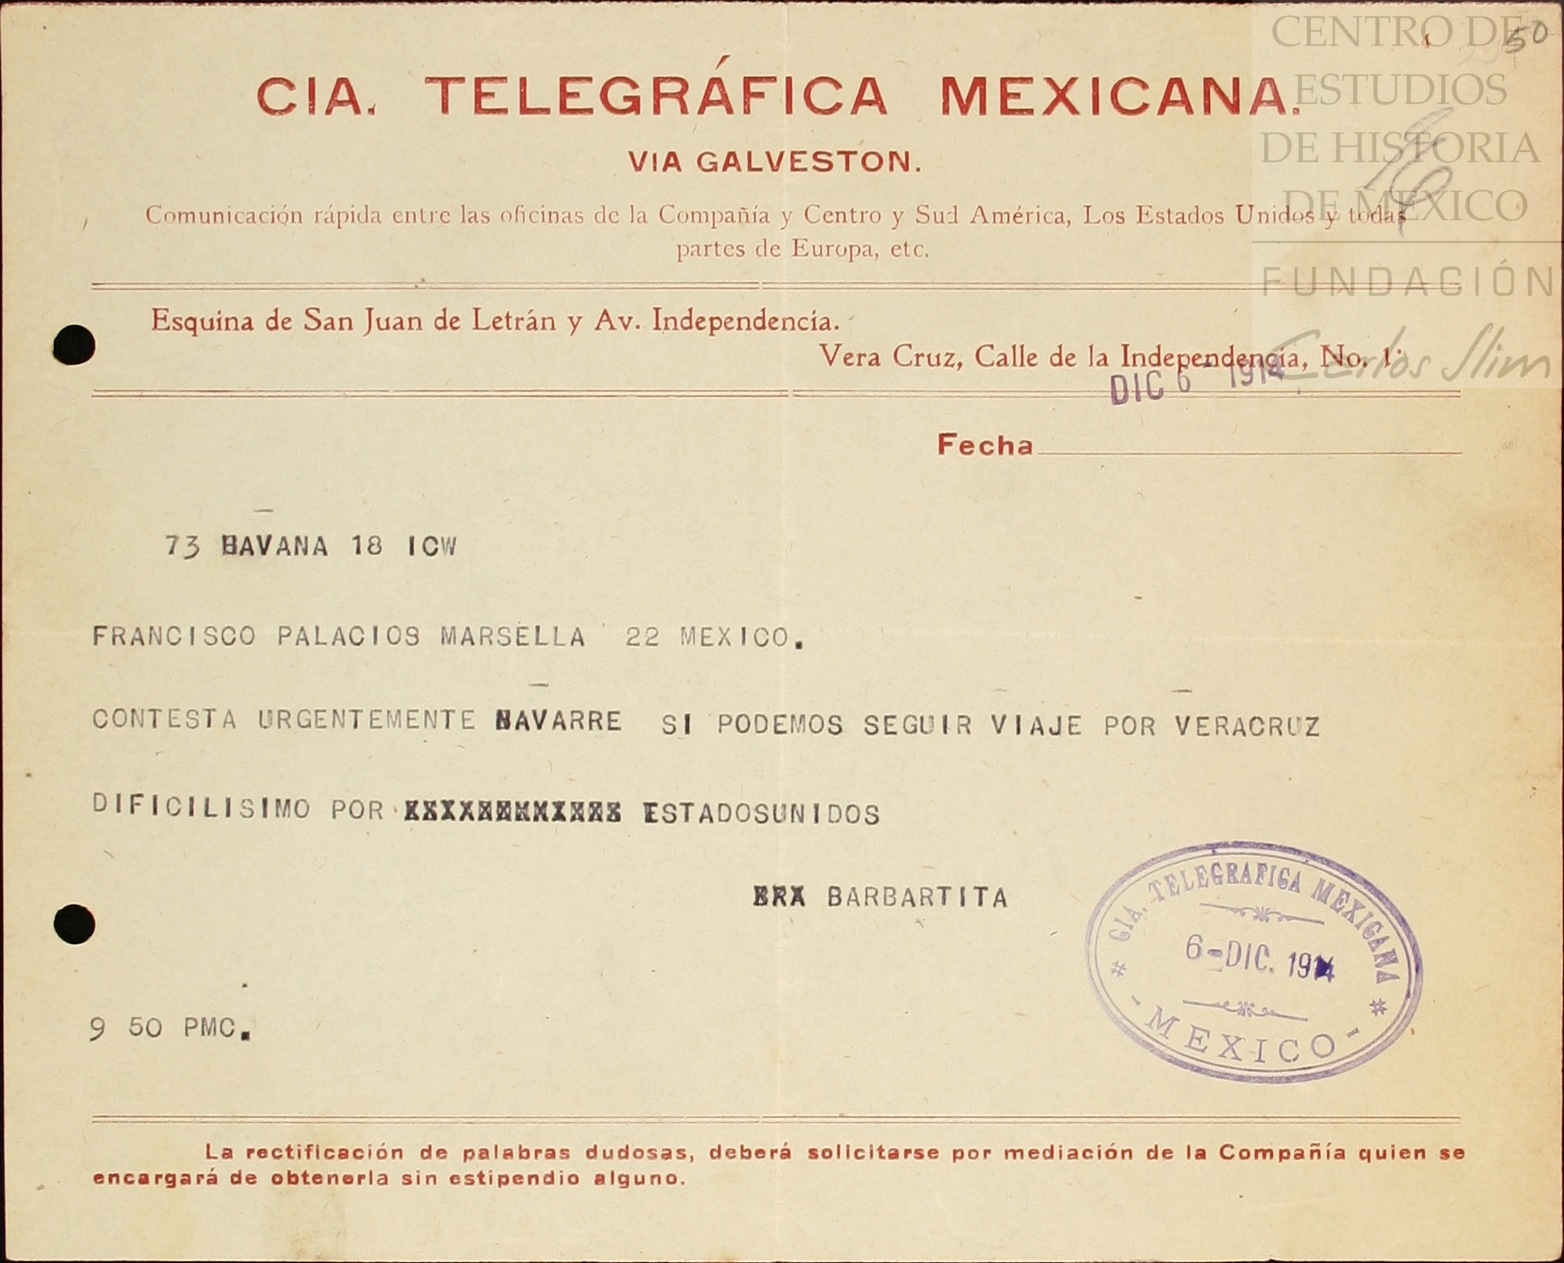 CENTRO DE
ESTUDIOS
DE HISTORIA
DE MEXICO
FUNDACIÓN
Carlos Slim
50
CIA. TELEGRÁFICA MEXICANA.
VIA GALVESTON.
Comunicación rápida entre las oficinas de la Compañía y Centro y Sud América, Los Estados Unidos y todas
partes de Europa, etc.
Esquina de San Juan de Letrán y Av. Independencia.
Vera Cruz, Calle de la Independencia, No. 1.
DIC 6 - 1914
Fecha
73 HAVANA 18 ICW
FRANCISCO PALACIOS MARSELLA 22 MEXICO.
CONTESTA URGENTEMENTE NAVARRE SI PODEMOS SEGUIR VIAJE POR VERACRUZ
DIFICILISIMO POR ESTADOSUNIDOS
BARBARTITA
CIA. TELEGRAFICA MEXICANA
6-DIC. 1914
- MEXICO -
9 50 PMC.
La rectificación de palabras dudosas, deberá solicitarse por mediación de la Compañía quien se
encargará de obtenerla sin estipendio alguno.